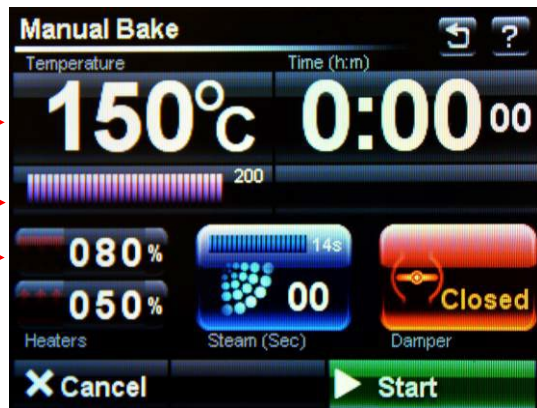 Manual Bake
?
Temperature
Time (h:m)
150°C
0:00 00
200
080%
050%
14s
00
Closed
Heaters
Steam (Sec)
Damper
Cancel
Start